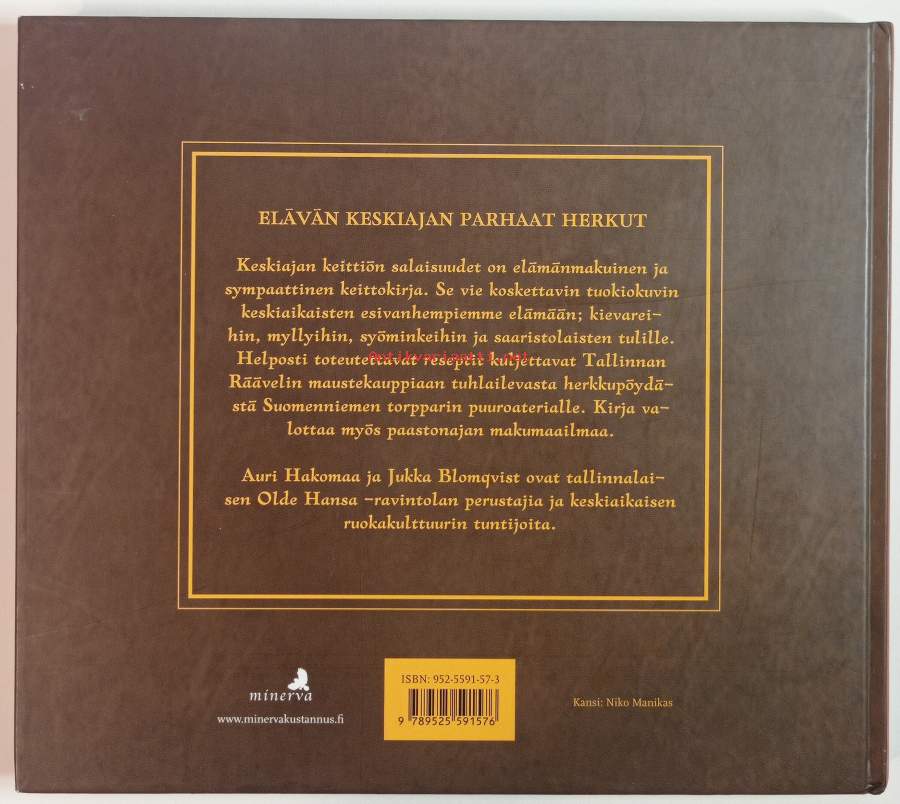 ELÄVÄN KESKIAJAN PARHAAT HERKUT
Keskiajan keittiön salaisuudet on elämänmakuinen ja
sympaattinen keittokirja. Se vie koskettavin tuokiokuvin
keskiaikaisten esivanhempiemme elämään; kievarei-
hin, myllyihin, syöminkeihin ja saaristolaisten tulille.
Antikvariaatti.net
Helposti toteutettavat reseptit kuljettavat Tallinnan
Räävelin maustekauppiaan tuhlailevasta herkkupöydä-
stä Suomenniemen torpparin puuroaterialle. Kirja va-
lottaa myös paastonajan makumaailmaa.
Auri Hakomaa ja Jukka Blomqvist ovat tallinnalai-
sen Olde Hansa -ravintolan perustajia ja keskiaikaisen
ruokakulttuurin tuntijoita.
minerva
www.minervakustannus.fi
ISBN: 952-5591-57-3
9 789525 591576
Kansi: Niko Manikas